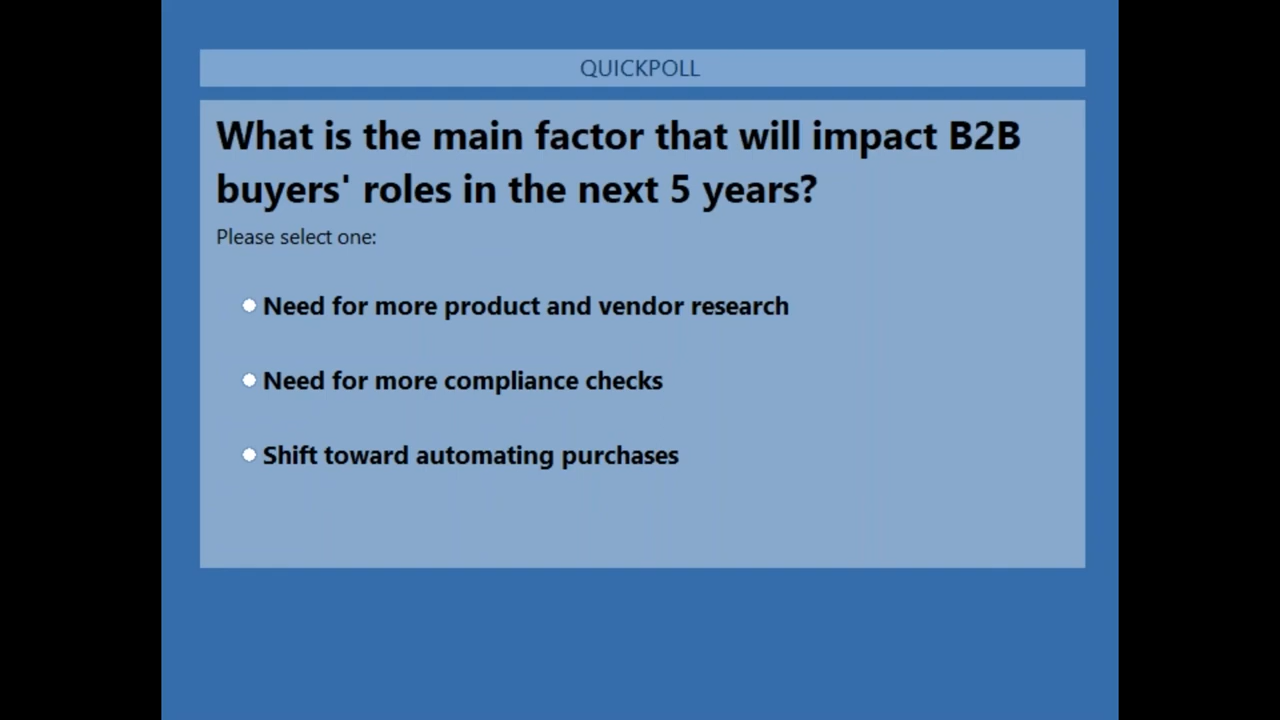 QUICKPOLL
What is the main factor that will impact B2B
buyers' roles in the next 5 years?
Please select one:
Need for more product and vendor research
Need for more compliance checks
Shift toward automating purchases